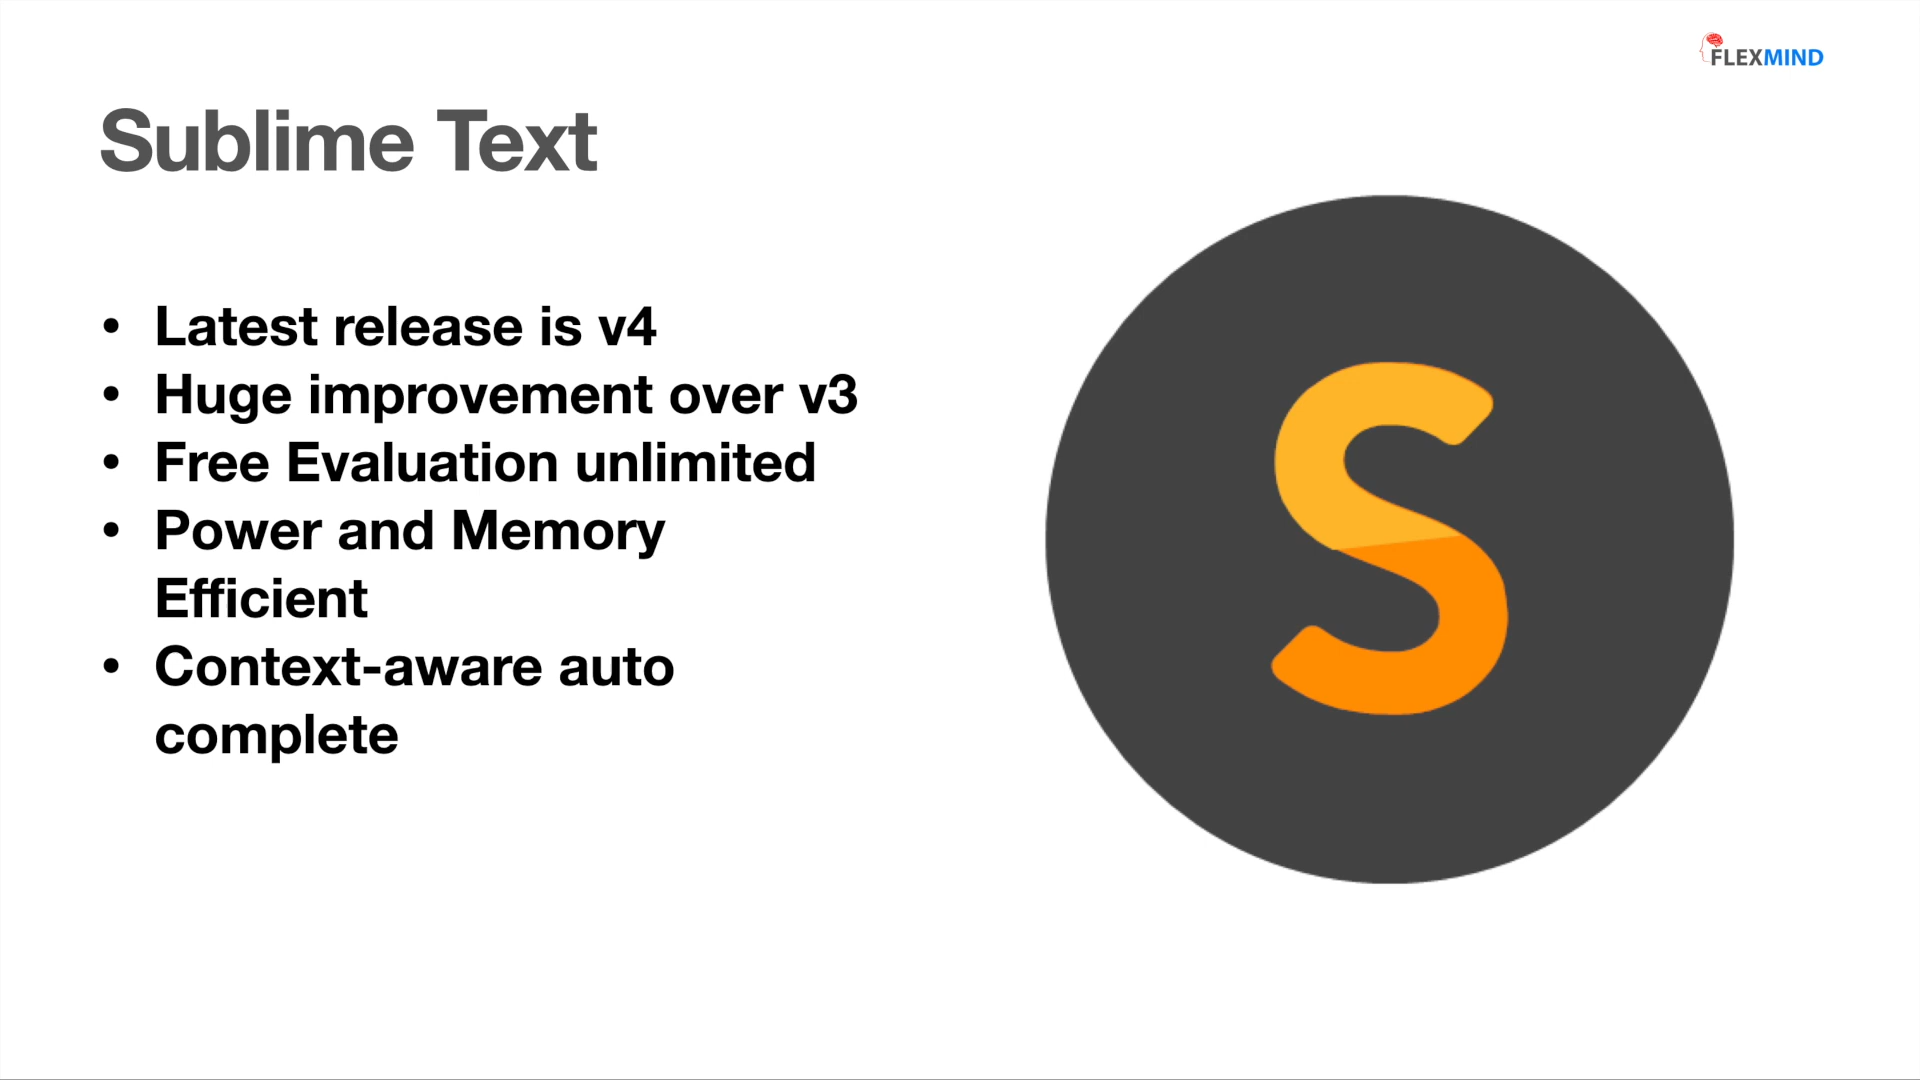 FLEXMIND
Sublime Text
• Latest release is v4
• Huge improvement over v3
• Free Evaluation unlimited
• Power and Memory
Efficient
• Context-aware auto
complete
S